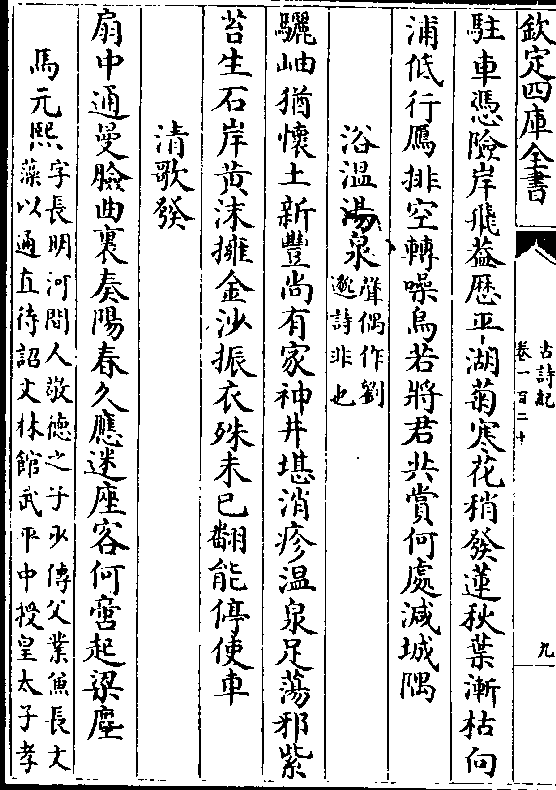 欽定四庫全書
古詩紀
卷一百二十
九
駐車憑險岸飛葢歴平湖菊寒花稍發蓮秋葉漸枯向
浦低行鴈排空轉噪烏若將君共賞何處減城隅
浴溫湯泉聲偶作劉
逖詩非也
驪岫猶懷土新豐尚有家神井堪消疹温泉足蕩邪紫
苔生石岸黄沫擁金沙振衣殊未已翻能停使車
清歌發
扇中通曼臉曲裏奏陽春久應迷座客何啻起梁塵
馬元熙字長明河間人敬德之子少傳父業兼長文
藻以通直待詔文林館武平中授皇太子孝